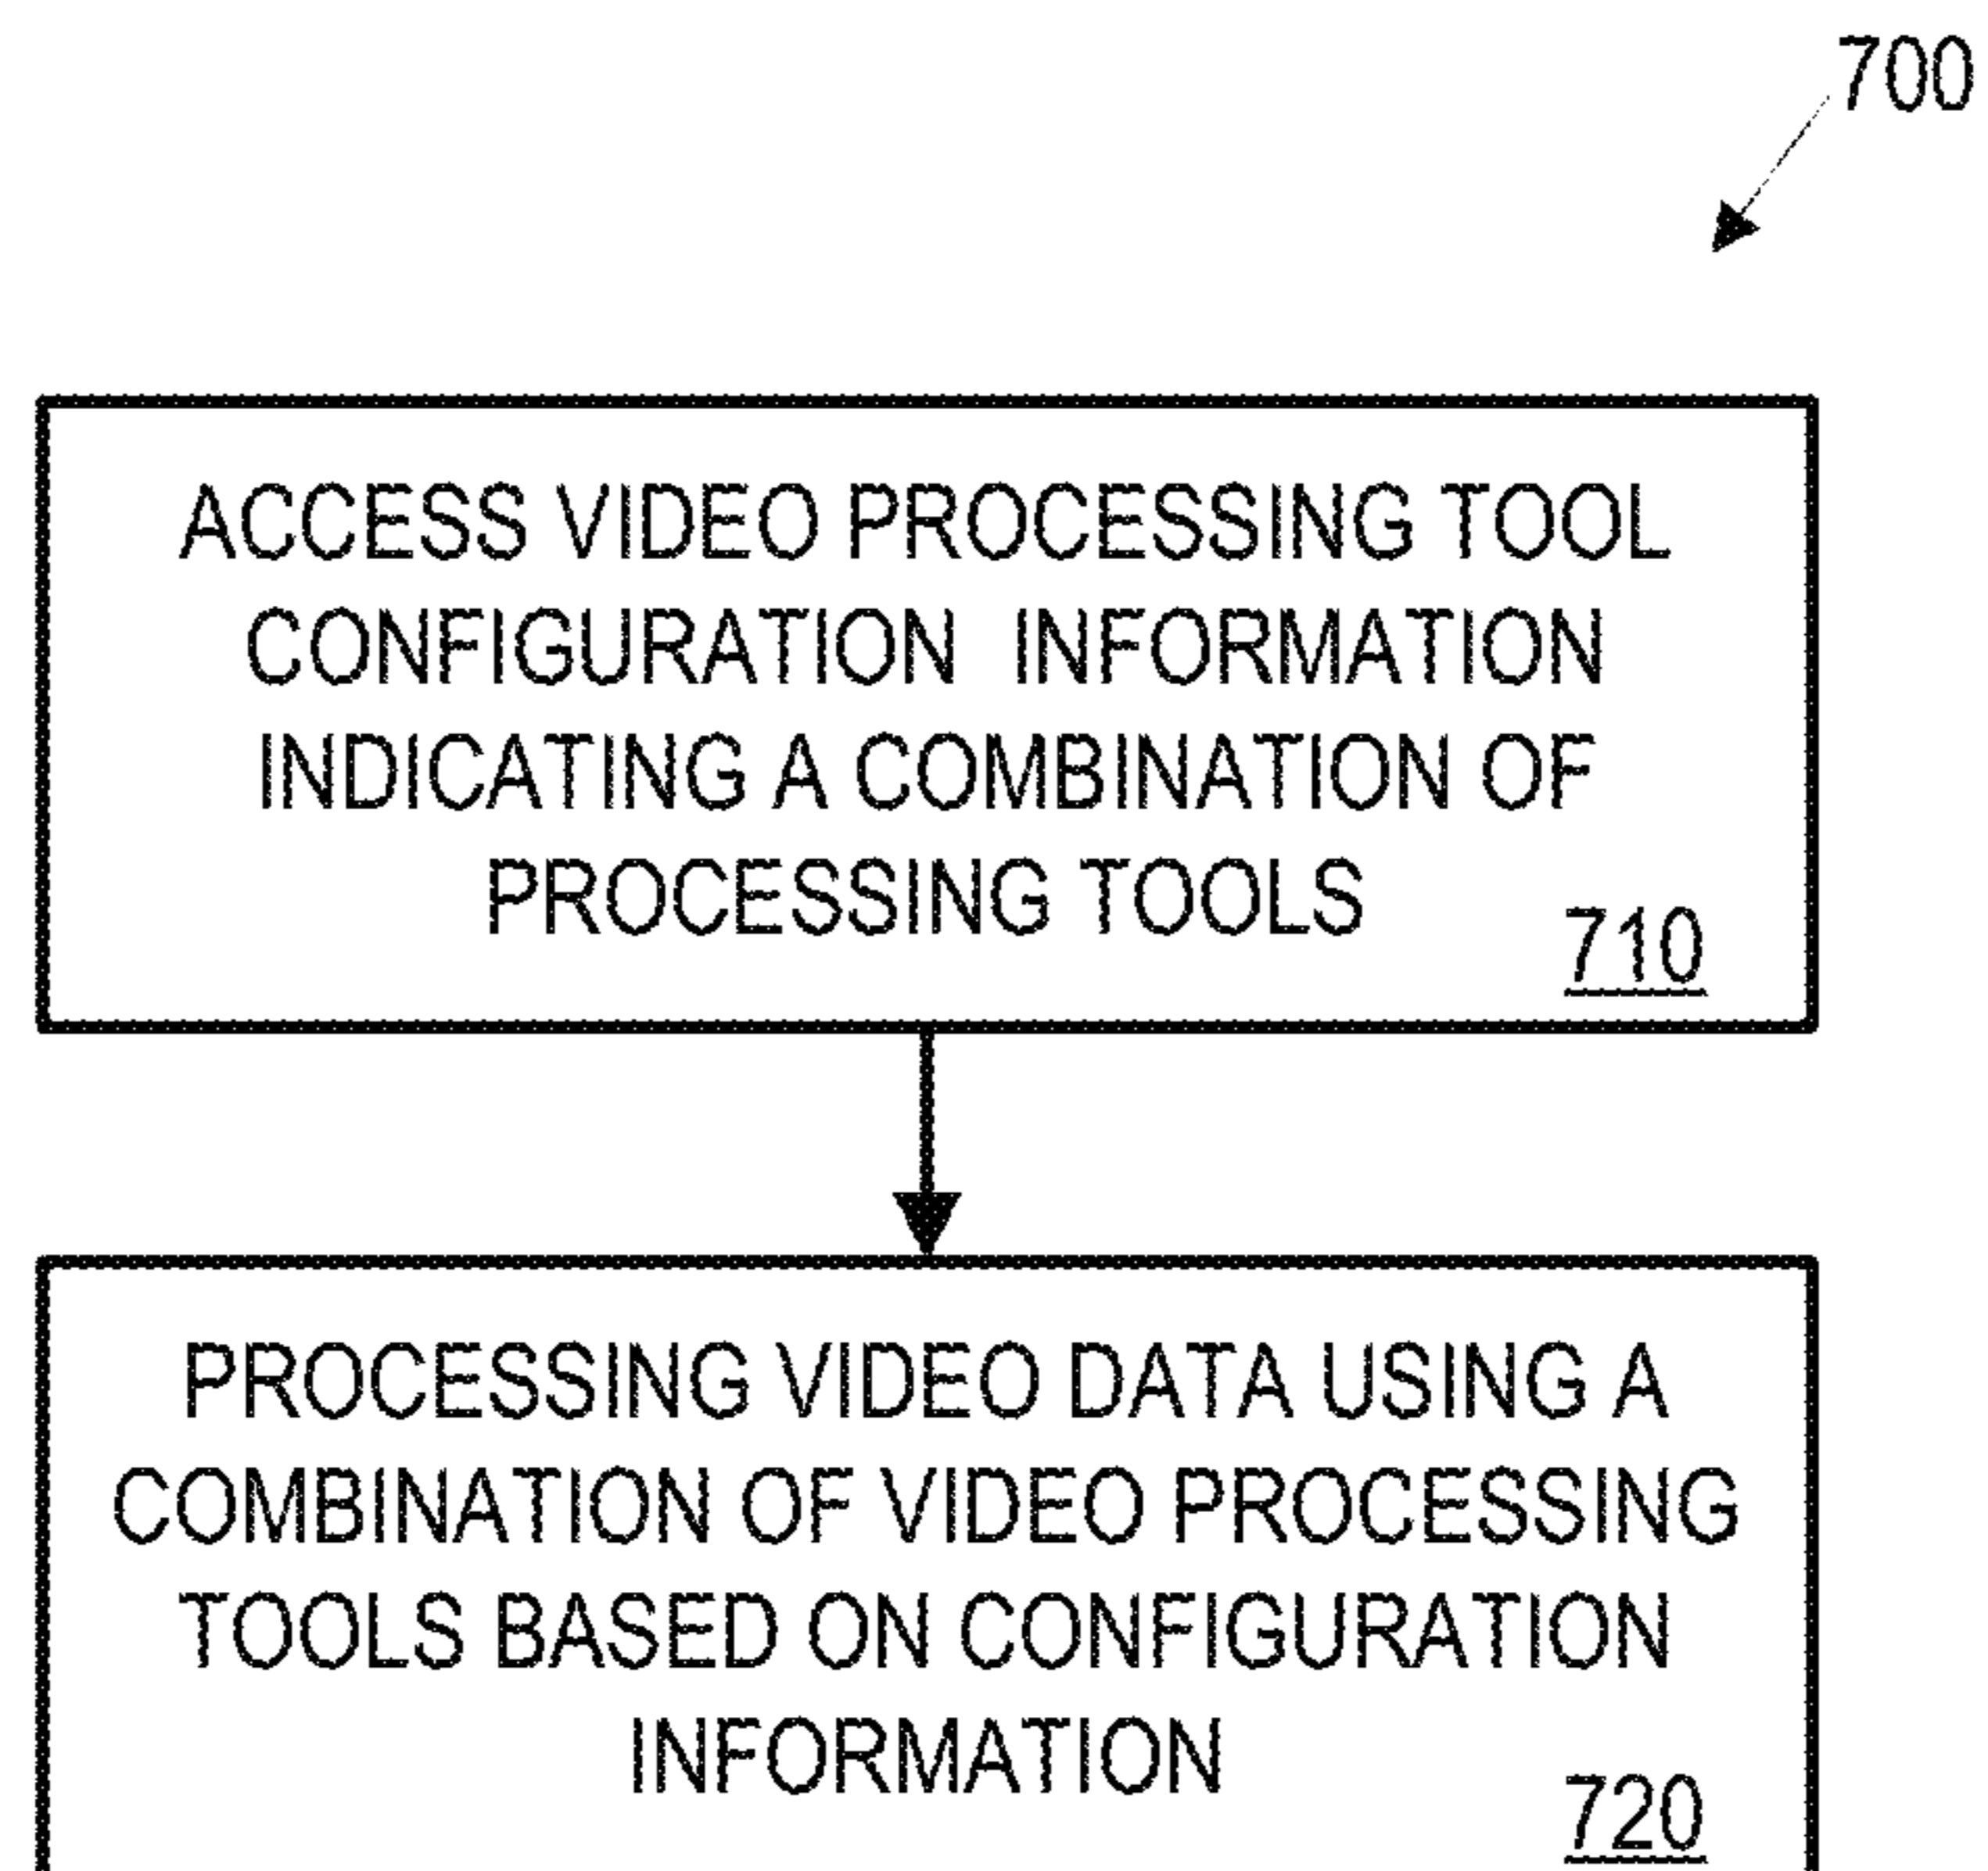 700
ACCESS VIDEO PROCESSING TOOL
CONFIGURATION INFORMATION
INDICATING A COMBINATION OF
PROCESSING TOOLS
710
PROCESSING VIDEO DATA USING A
COMBINATION OF VIDEO PROCESSING
TOOLS BASED ON CONFIGURATION
INFORMATION
720